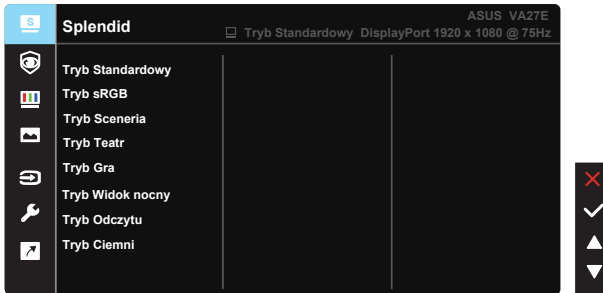 S
Splendid
ASUS VA27E
Tryb Standardowy DisplayPort 1920 x 1080 @ 75Hz
Tryb Standardowy
Tryb sRGB
Tryb Sceneria
Tryb Teatr
Tryb Gra
Tryb Widok nocny
Tryb Odczytu
Tryb Ciemni